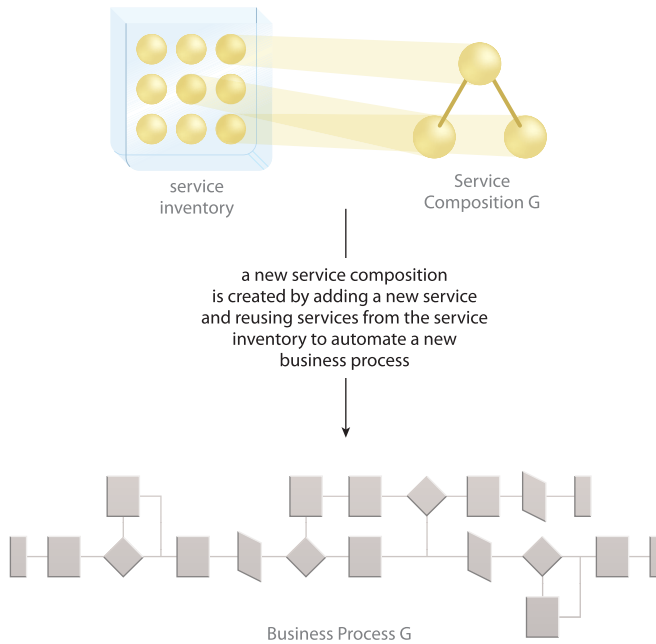 service
inventory
Service
Composition G
a new service composition
is created by adding a new service
and reusing services from the service
inventory to automate a new
business process
Business Process G